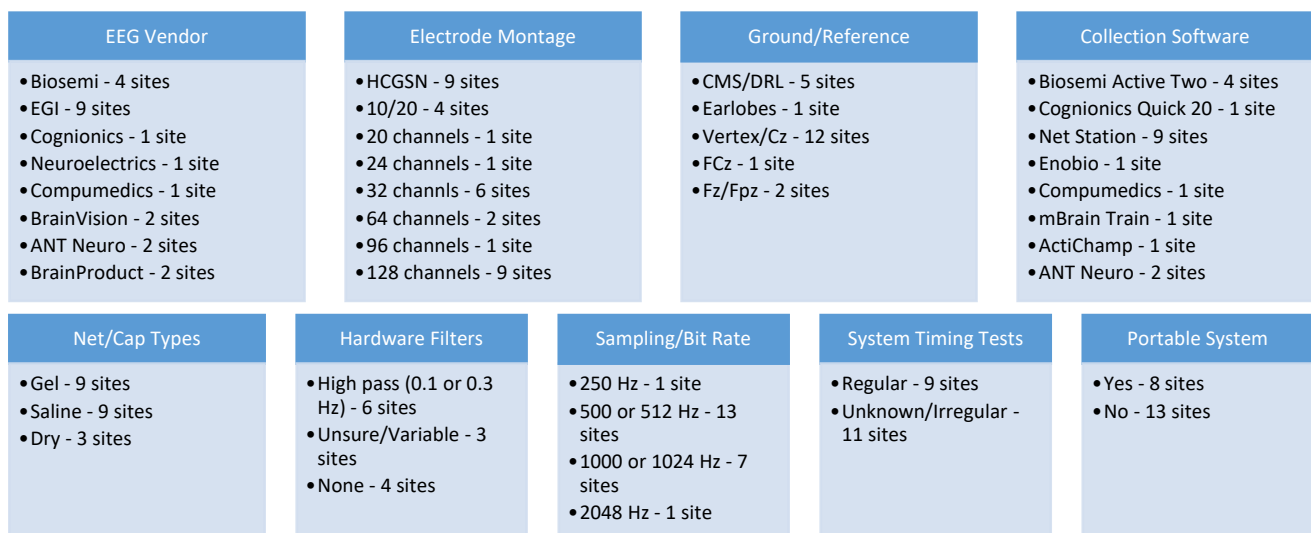 EEG Vendor
•Biosemi - 4 sites
•EGI - 9 sites
•Cognionics - 1 site
•Neuroelectrics - 1 site
•Compumedics - 1 site
•BrainVision - 2 sites
•ANT Neuro - 2 sites
•BrainProduct - 2 sites
Electrode Montage
•HCGSN - 9 sites
•10/20 - 4 sites
•20 channels - 1 site
•24 channels - 1 site
•32 channls - 6 sites
•64 channels - 2 sites
•96 channels - 1 site
•128 channels - 9 sites
Ground/Reference
•CMS/DRL - 5 sites
•Earlobes - 1 site
•Vertex/Cz - 12 sites
•FCz - 1 site
•Fz/Fpz - 2 sites
Collection Software
•Biosemi Active Two - 4 sites
•Cognionics Quick 20 - 1 site
•Net Station - 9 sites
•Enobio - 1 site
•Compumedics - 1 site
•mBrain Train - 1 site
•ActiChamp - 1 site
•ANT Neuro - 2 sites
Net/Cap Types
•Gel - 9 sites
•Saline - 9 sites
•Dry - 3 sites
Hardware Filters
•High pass (0.1 or 0.3
Hz) - 6 sites
•Unsure/Variable - 3
sites
•None - 4 sites
Sampling/Bit Rate
•250 Hz - 1 site
•500 or 512 Hz - 13
sites
•1000 or 1024 Hz - 7
sites
•2048 Hz - 1 site
System Timing Tests
•Regular - 9 sites
•Unknown/Irregular -
11 sites
Portable System
•Yes - 8 sites
•No - 13 sites